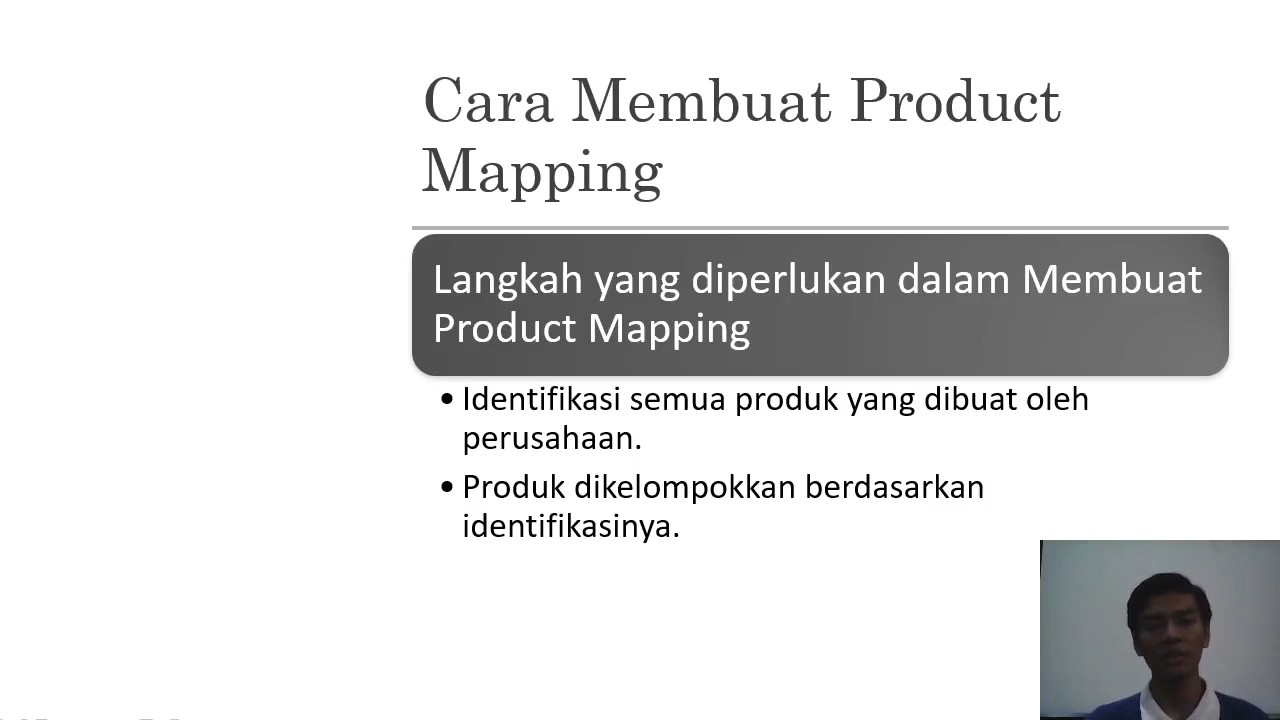 Cara Membuat Product
Mapping
Langkah yang diperlukan dalam Membuat
Product Mapping
• Identifikasi semua produk yang dibuat oleh
perusahaan.
• Produk dikelompokkan berdasarkan
identifikasinya.